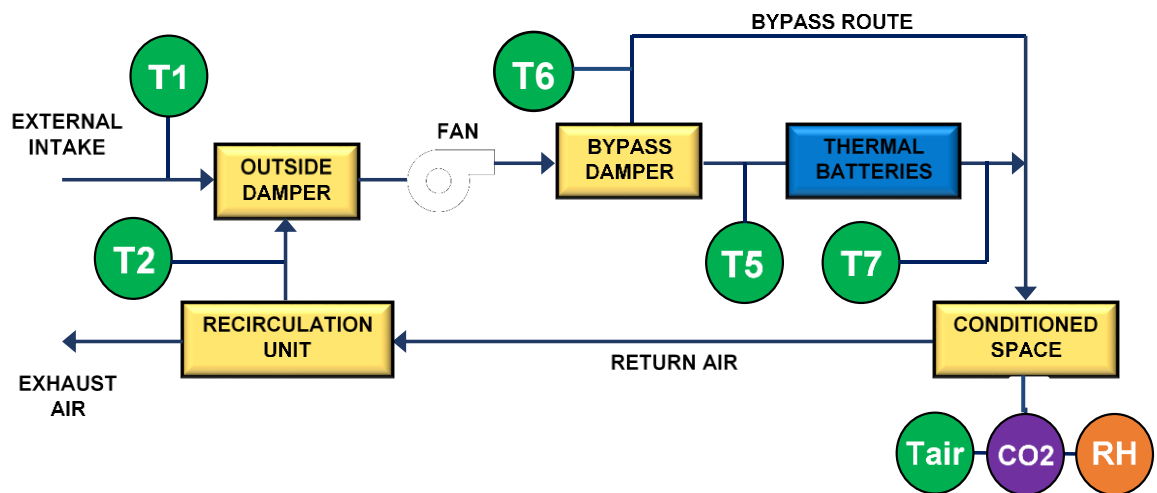 BYPASS ROUTE
T1
T6
EXTERNAL
INTAKE
FAN
OUTSIDE
DAMPER
BYPASS
DAMPER
THERMAL
BATTERIES
T2
T5
T7
RECIRCULATION
UNIT
CONDITIONED
SPACE
RETURN AIR
EXHAUST
AIR
Tair
CO2
RH